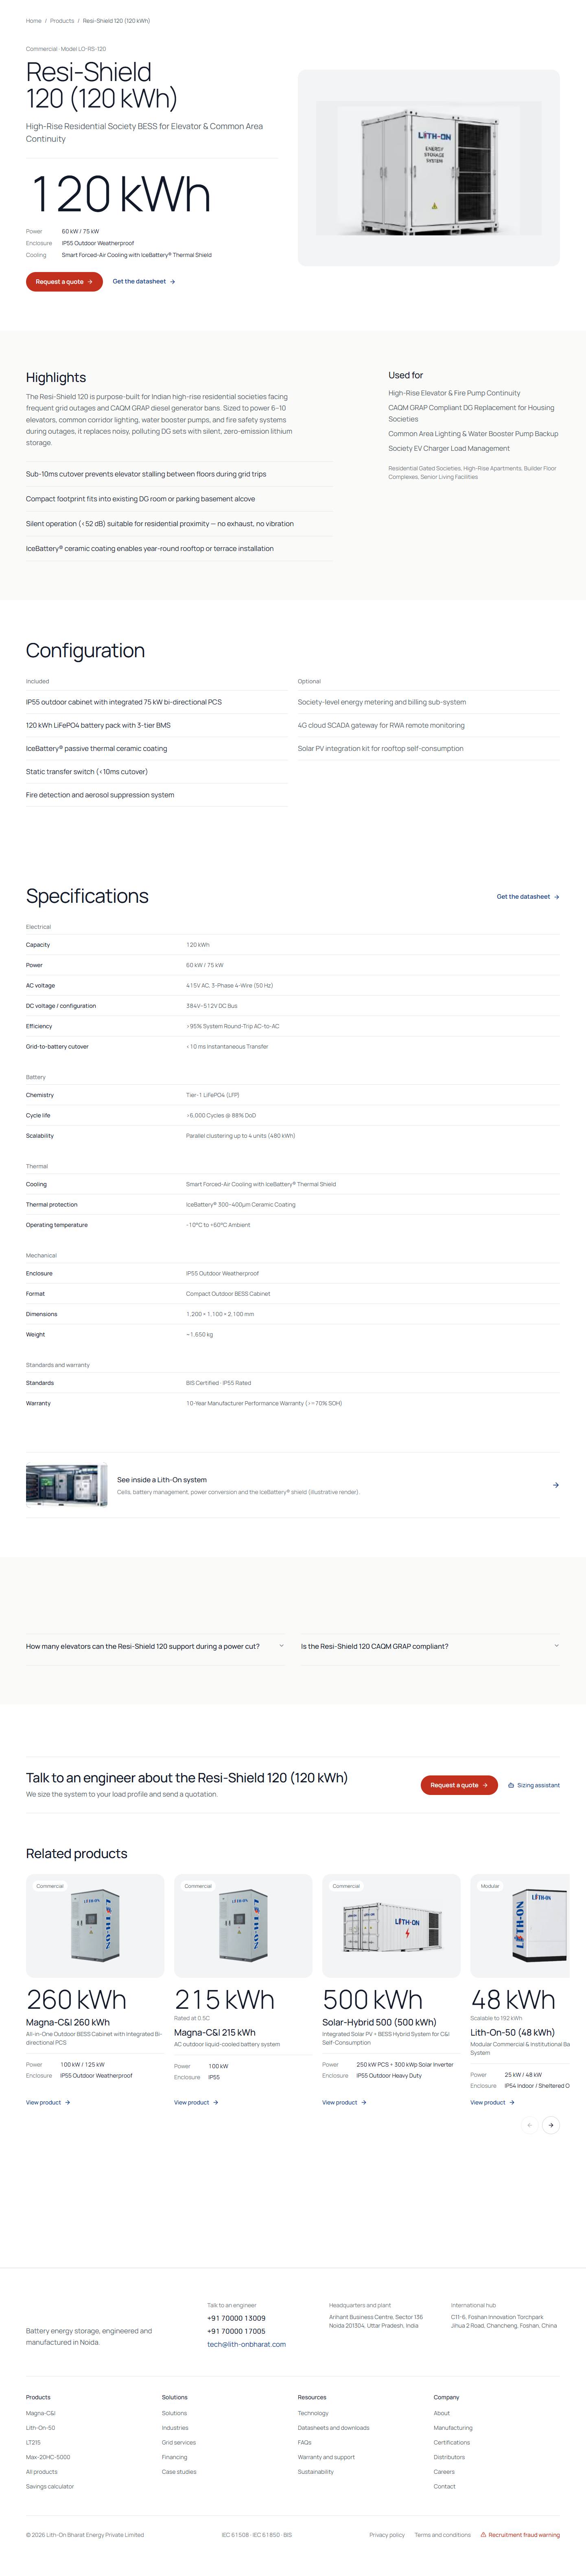 Home / Products / Resi-Shield 120 (120 kWh)
Commercial · Model LO-RS-120
Resi-Shield
120 (120 kWh)
High-Rise Residential Society BESS for Elevator & Common Area
Continuity
120 kWh
Power 60 kW / 75 kW
Enclosure IP55 Outdoor Weatherproof
Cooling Smart Forced-Air Cooling with IceBattery® Thermal Shield
Request a quote →
Get the datasheet →
LITH-ON
ENERGY
STORAGE
SYSTEM
Highlights
The Resi-Shield 120 is purpose-built for Indian high-rise residential societies facing
frequent grid outages and CAQM GRAP diesel generator bans. Sized to power 6–10
elevators, common corridor lighting, water booster pumps, and fire safety systems
during outages, it replaces noisy, polluting DG sets with silent, zero-emission lithium
storage.
Sub-10ms cutover prevents elevator stalling between floors during grid trips
Compact footprint fits into existing DG room or parking basement alcove
Silent operation (<52 dB) suitable for residential proximity — no exhaust, no vibration
IceBattery® ceramic coating enables year-round rooftop or terrace installation
Used for
High-Rise Elevator & Fire Pump Continuity
CAQM GRAP Compliant DG Replacement for Housing
Societies
Common Area Lighting & Water Booster Pump Backup
Society EV Charger Load Management
Residential Gated Societies, High-Rise Apartments, Builder Floor
Complexes, Senior Living Facilities
Configuration
Included
IP55 outdoor cabinet with integrated 75 kW bi-directional PCS
120 kWh LiFePO4 battery pack with 3-tier BMS
IceBattery® passive thermal ceramic coating
Static transfer switch (<10ms cutover)
Fire detection and aerosol suppression system
Optional
Society-level energy metering and billing sub-system
4G cloud SCADA gateway for RWA remote monitoring
Solar PV integration kit for rooftop self-consumption
Specifications
Get the datasheet →
Electrical
Capacity 120 kWh
Power 60 kW / 75 kW
AC voltage 415V AC, 3-Phase 4-Wire (50 Hz)
DC voltage / configuration 384V–512V DC Bus
Efficiency >95% System Round-Trip AC-to-AC
Grid-to-battery cutover <10 ms Instantaneous Transfer
Battery
Chemistry Tier-1 LiFePO4 (LFP)
Cycle life >6,000 Cycles @ 88% DoD
Scalability Parallel clustering up to 4 units (480 kWh)
Thermal
Cooling Smart Forced-Air Cooling with IceBattery® Thermal Shield
Thermal protection IceBattery® 300–400µm Ceramic Coating
Operating temperature -10°C to +60°C Ambient
Mechanical
Enclosure IP55 Outdoor Weatherproof
Format Compact Outdoor BESS Cabinet
Dimensions 1,200 × 1,100 × 2,100 mm
Weight ~1,650 kg
Standards and warranty
Standards BIS Certified · IP55 Rated
Warranty 10-Year Manufacturer Performance Warranty (>=70% SOH)
See inside a Lith-On system
Cells, battery management, power conversion and the IceBattery® shield (illustrative render).
How many elevators can the Resi-Shield 120 support during a power cut?
Is the Resi-Shield 120 CAQM GRAP compliant?
Talk to an engineer about the Resi-Shield 120 (120 kWh)
We size the system to your load profile and send a quotation.
Request a quote →
Sizing assistant
Related products
Commercial
LITH-ON
260 kWh
Magna-C&I 260 kWh
All-in-One Outdoor BESS Cabinet with Integrated Bi-
directional PCS
Power 100 kW / 125 kW
Enclosure IP55 Outdoor Weatherproof
View product →
Commercial
LITH-ON
215 kWh
Rated at 0.5C
Magna-C&I 215 kWh
AC outdoor liquid-cooled battery system
Power 100 kW
Enclosure IP55
View product →
Commercial
LITH-ON
500 kWh
Solar-Hybrid 500 (500 kWh)
Integrated Solar PV + BESS Hybrid System for C&I
Self-Consumption
Power 250 kW PCS + 300 kWp Solar Inverter
Enclosure IP55 Outdoor Heavy Duty
View product →
Modular
LITH-ON
LITH-ON
48 kWh
Scalable to 192 kWh
Lith-On-50 (48 kWh)
Modular Commercial & Institutional Ba
System
Power 25 kW / 48 kW
Enclosure IP54 Indoor / Sheltered O
View product →
Battery energy storage, engineered and
manufactured in Noida.
Talk to an engineer
+91 70000 13009
+91 70000 17005
tech@lith-onbharat.com
Headquarters and plant
Arihant Business Centre, Sector 136
Noida 201304, Uttar Pradesh, India
International hub
C11-6, Foshan Innovation Torchpark
Jihua 2 Road, Chancheng, Foshan, China
Products
Magna-C&I
Lith-On-50
LT215
Max-20HC-5000
All products
Savings calculator
Solutions
Solutions
Industries
Grid services
Financing
Case studies
Resources
Technology
Datasheets and downloads
FAQs
Warranty and support
Sustainability
Company
About
Manufacturing
Certifications
Distributors
Careers
Contact
© 2026 Lith-On Bharat Energy Private Limited
IEC 61508 · IEC 61850 · BIS
Privacy policy
Terms and conditions
Recruitment fraud warning